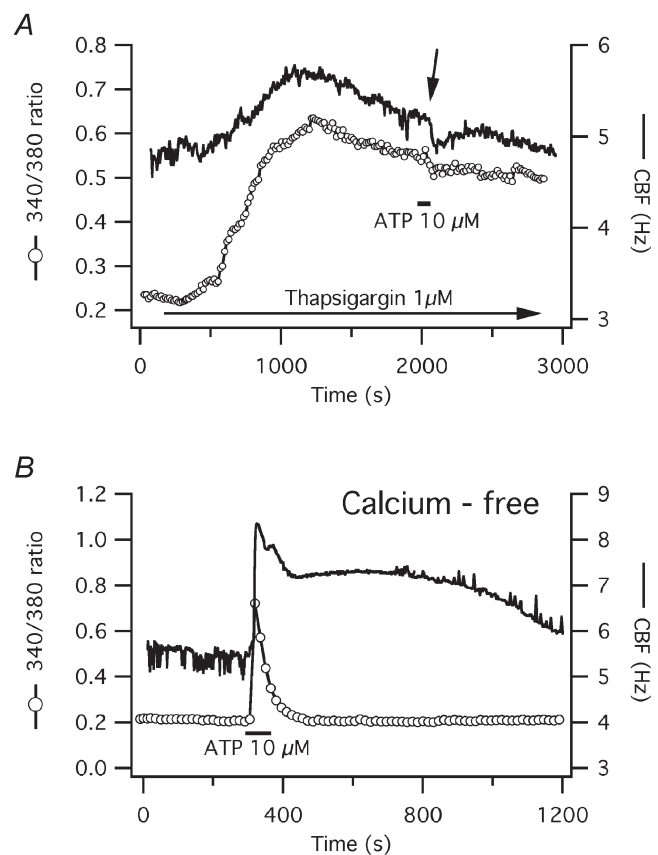 A
0.8
0.7
0.6
0.5
0.4
0.3
0.2
340/380 ratio
6
5
4
3
CBF (Hz)
ATP 10 µM
Thapsigargin 1µM
0 1000 2000 3000
Time (s)
B
1.2
1.0
0.8
0.6
0.4
0.2
0.0
340/380 ratio
Calcium - free
9
8
7
6
5
4
3
CBF (Hz)
ATP 10 µM
0 400 800 1200
Time (s)